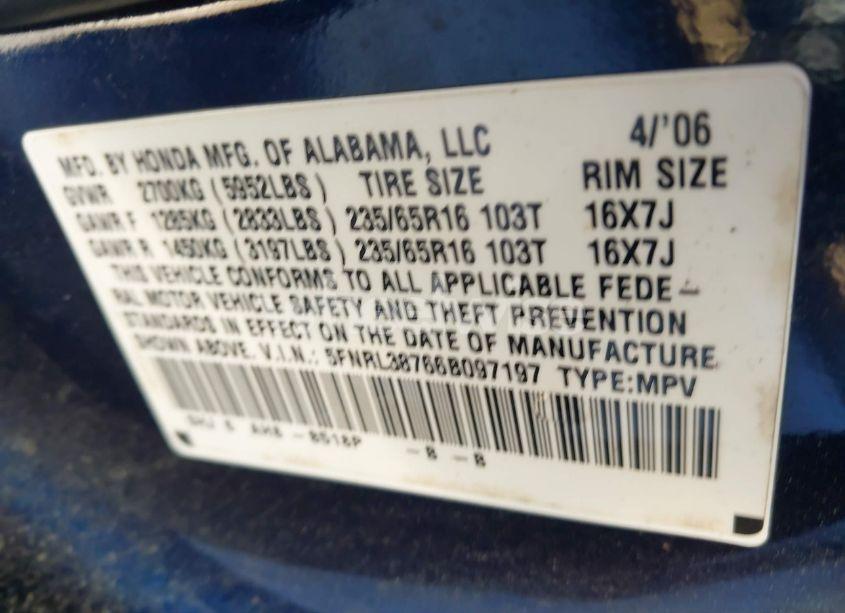 MFD. BY HONDA MFG. OF ALABAMA, LLC 4/'06
GVWR 2700KG (5952LBS) TIRE SIZE RIM SIZE
GAWR F 1285KG (2833LBS) 235/65R16 103T 16X7J
GAWR R 1450KG (3197LBS) 235/65R16 103T 16X7J
THIS VEHICLE CONFORMS TO ALL APPLICABLE FEDE-
RAL MOTOR VEHICLE SAFETY AND THEFT PREVENTION
STANDARDS IN EFFECT ON THE DATE OF MANUFACTURE
SHOWN ABOVE. V.I.N.: 5FNRL38766B097197 TYPE:MPV
-B-B